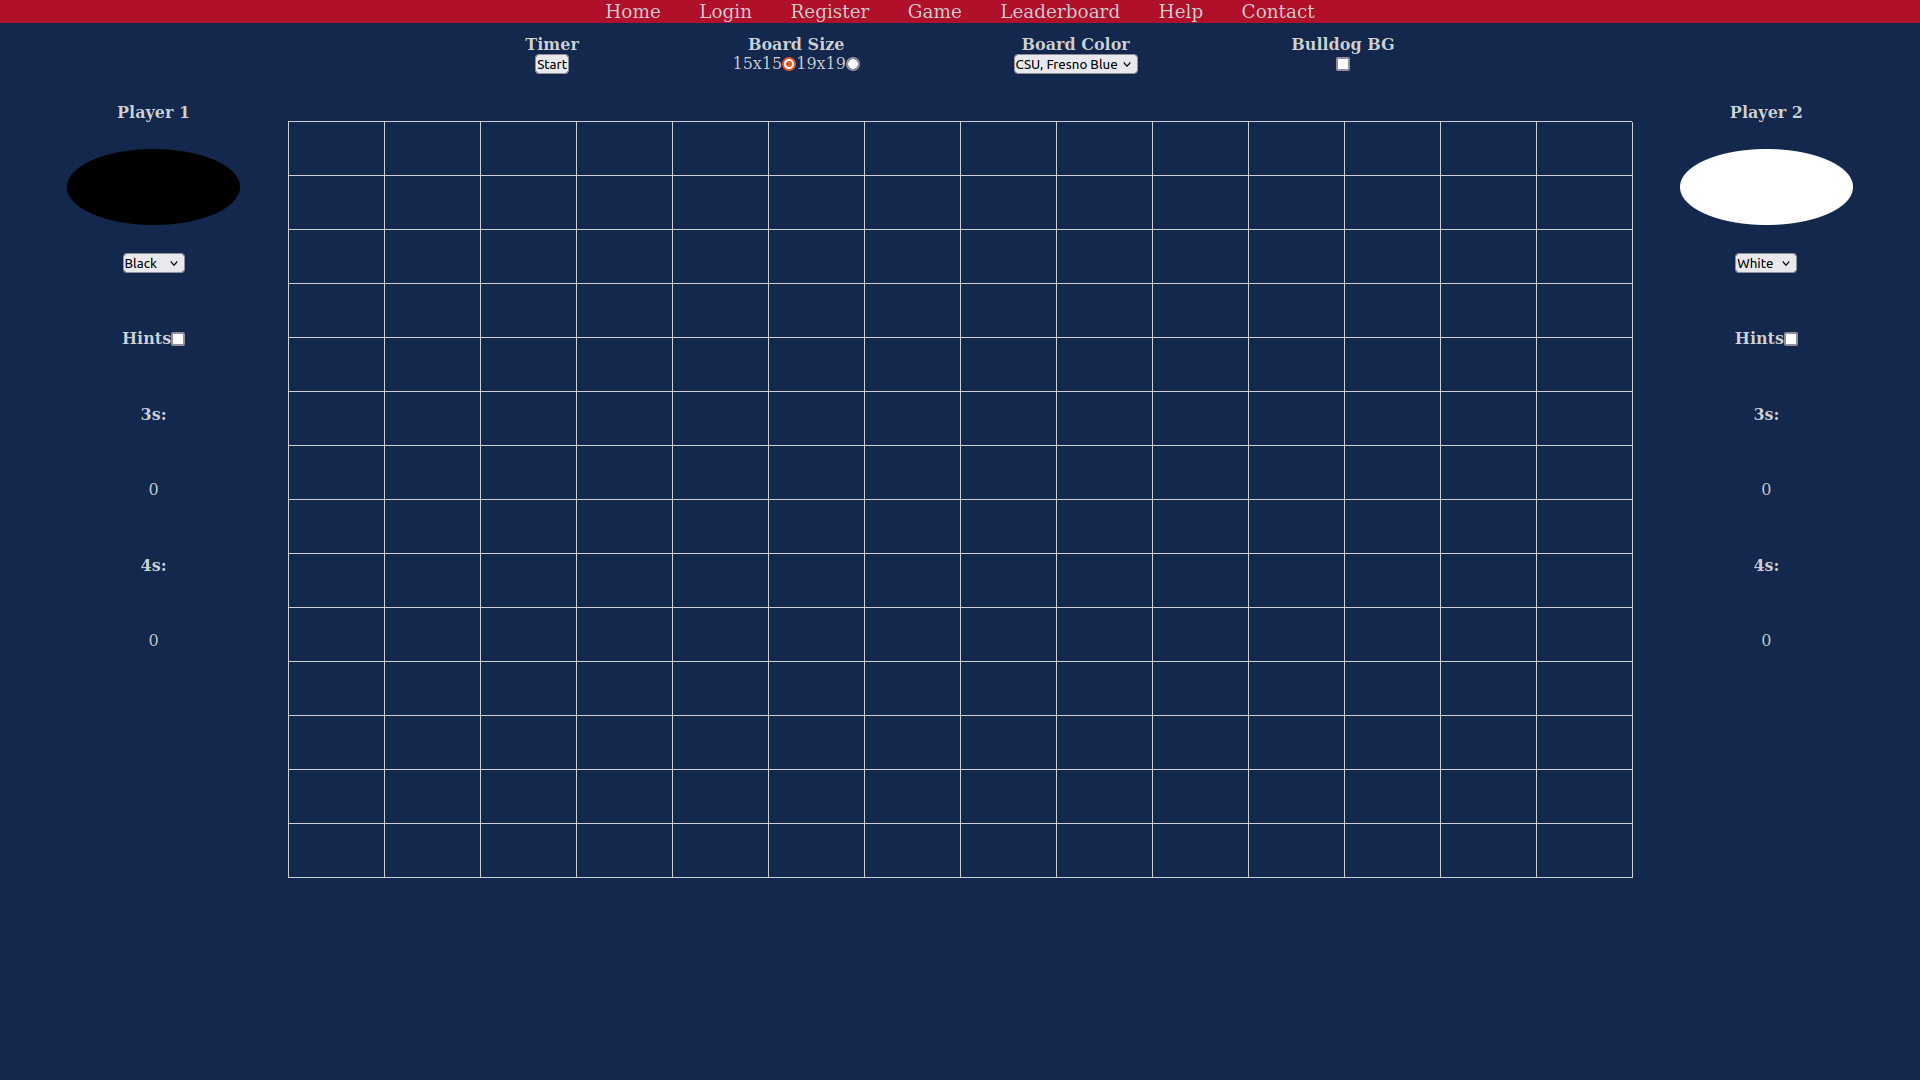 Home Login Register Game Leaderboard Help Contact
Timer Board Size Board Color Bulldog BG
Start 15x15 19x19 CSU, Fresno Blue
Player 1 Player 2
Black White
Hints Hints
3s: 3s:
0 0
4s: 4s:
0 0